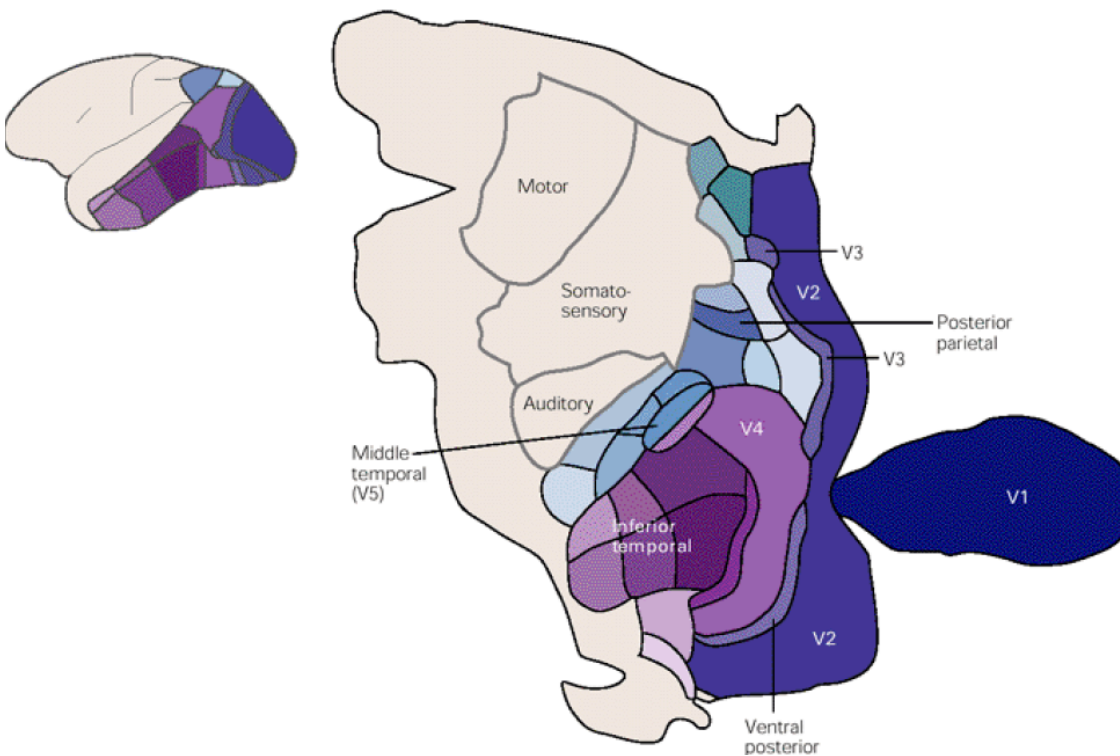 Motor
V3
V2
Somato-
sensory
Posterior
parietal
V3
Auditory
V4
Middle
temporal
(V5)
V1
Inferior
temporal
V2
Ventral
posterior